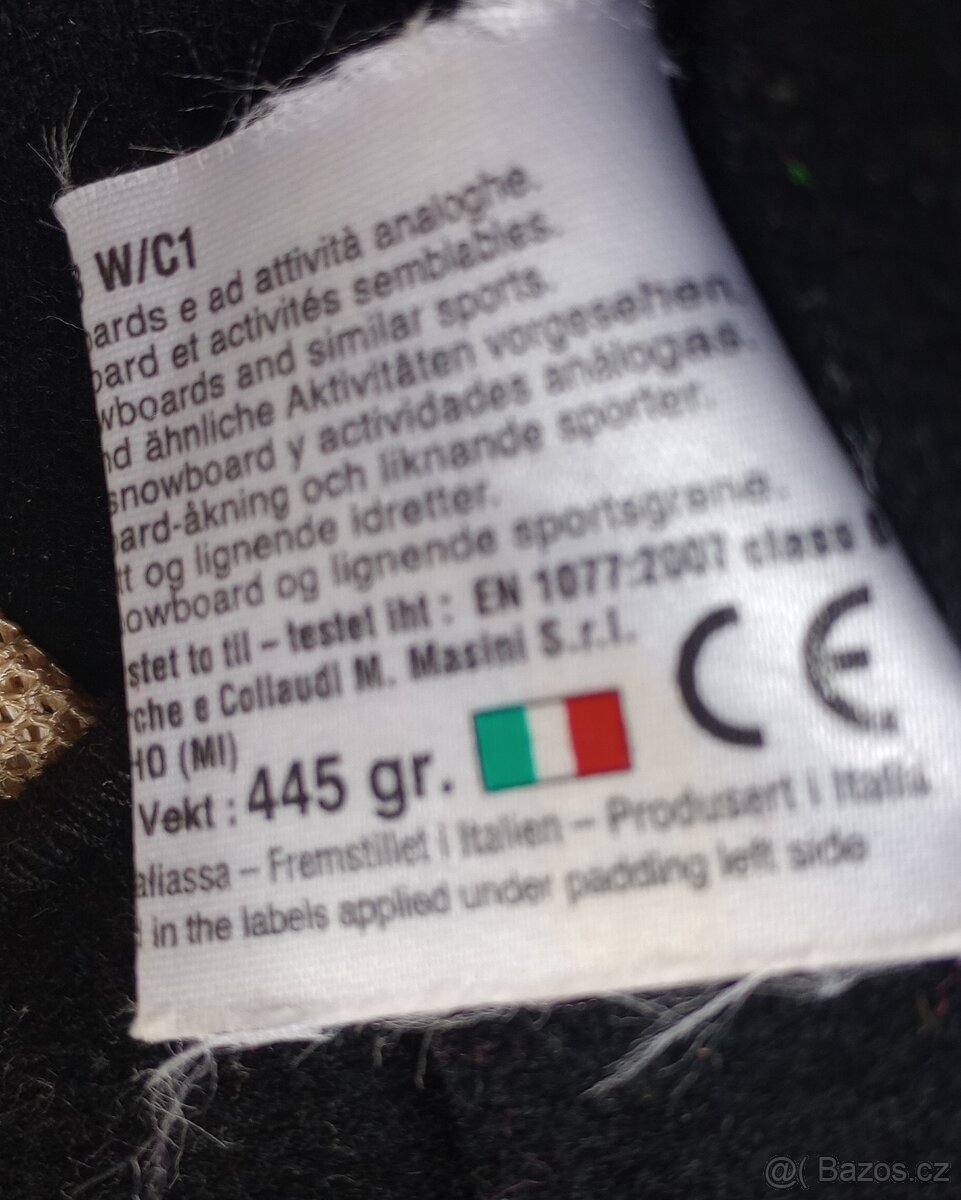 W/C1
oards e ad attività analoghe.
oard et activités semblables.
wboards and similar sports.
nd ähnliche Aktivitäten vorgesehen
snowboard y actividades análogas.
ard-åkning och liknande sporter.
t og lignende idretter.
owboard og lignende sportsgrene.
stet to til – testet iht : EN 1077:2007 class
rche e Collaudi M. Masini S.r.l.
HO (MI)
CE
Vekt : 445 gr.
aliassa – Fremstillet i Italien – Produsert i Italia
in the labels applied under padding left side
@( Bazos.cz